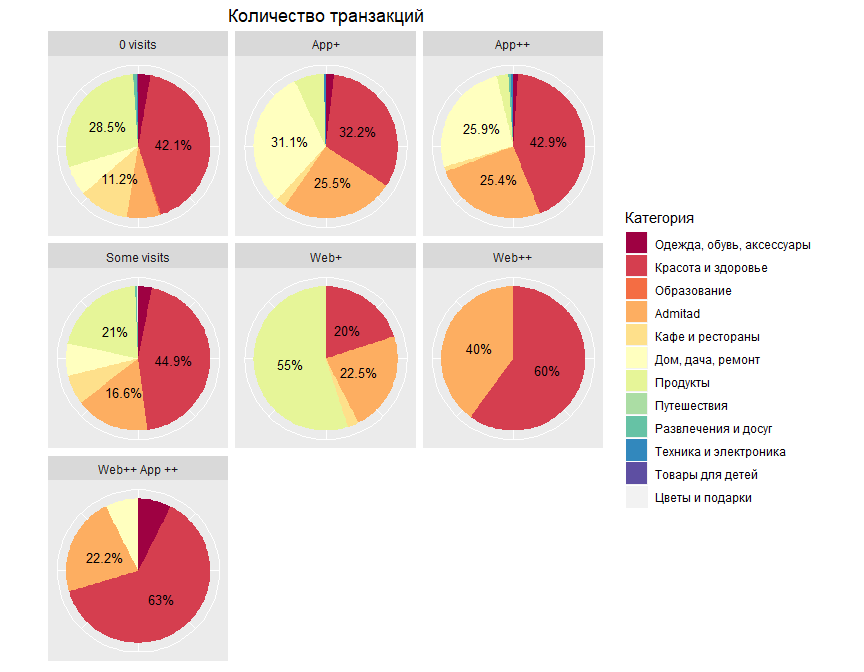 Количество транзакций
0 visits
28.5%
42.1%
11.2%
App+
31.1%
32.2%
25.5%
App++
25.9%
42.9%
25.4%
Some visits
21%
44.9%
16.6%
Web+
20%
55%
22.5%
Web++
40%
60%
Web++ App ++
22.2%
63%
Категория
Одежда, обувь, аксессуары
Красота и здоровье
Образование
Admitad
Кафе и рестораны
Дом, дача, ремонт
Продукты
Путешествия
Развлечения и досуг
Техника и электроника
Товары для детей
Цветы и подарки